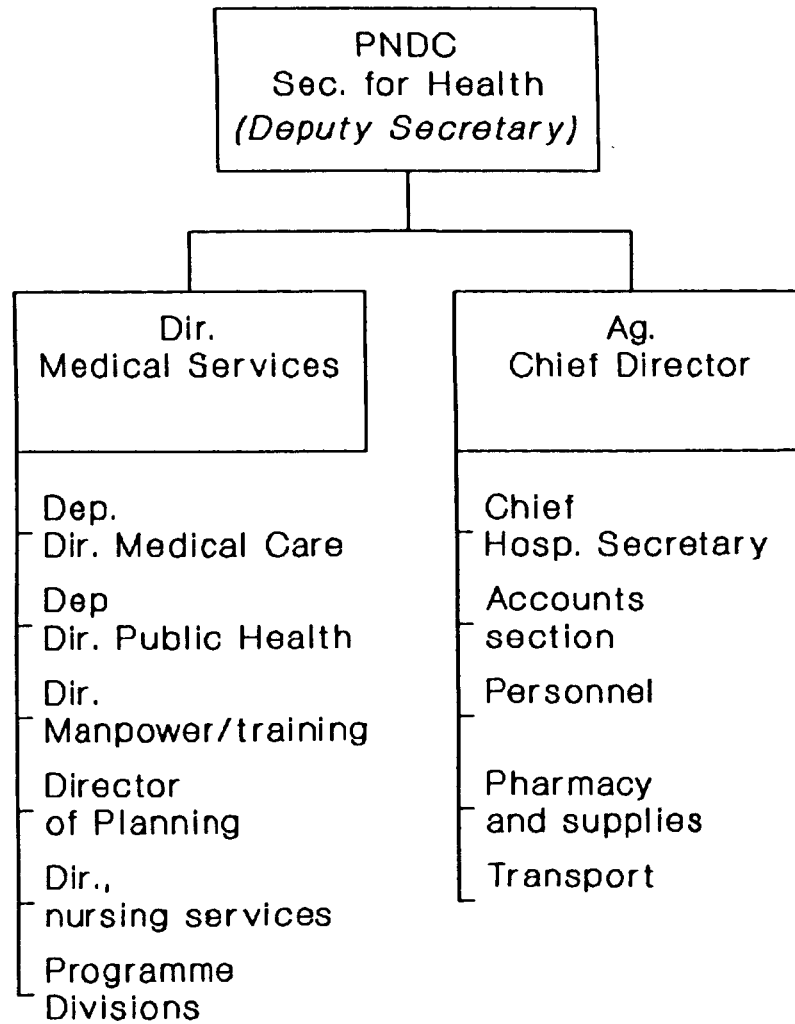 PNDC
Sec. for Health
(Deputy Secretary)
Dir.
Medical Services
Dep.
Dir. Medical Care
Dep
Dir. Public Health
Dir.
Manpower/training
Director
of Planning
Dir.,
nursing services
Programme
Divisions
Ag.
Chief Director
Chief
Hosp. Secretary
Accounts
section
Personnel
Pharmacy
and supplies
Transport